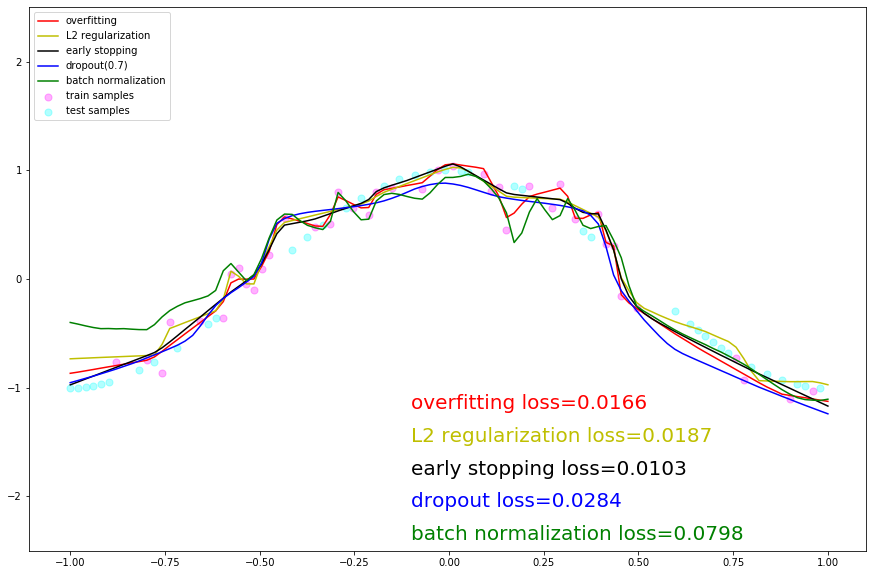 overfitting
L2 regularization
early stopping
dropout(0.7)
batch normalization
train samples
test samples
2
1
0
−1
−2
overfitting loss=0.0166
L2 regularization loss=0.0187
early stopping loss=0.0103
dropout loss=0.0284
batch normalization loss=0.0798
−1.00 −0.75 −0.50 −0.25 0.00 0.25 0.50 0.75 1.00